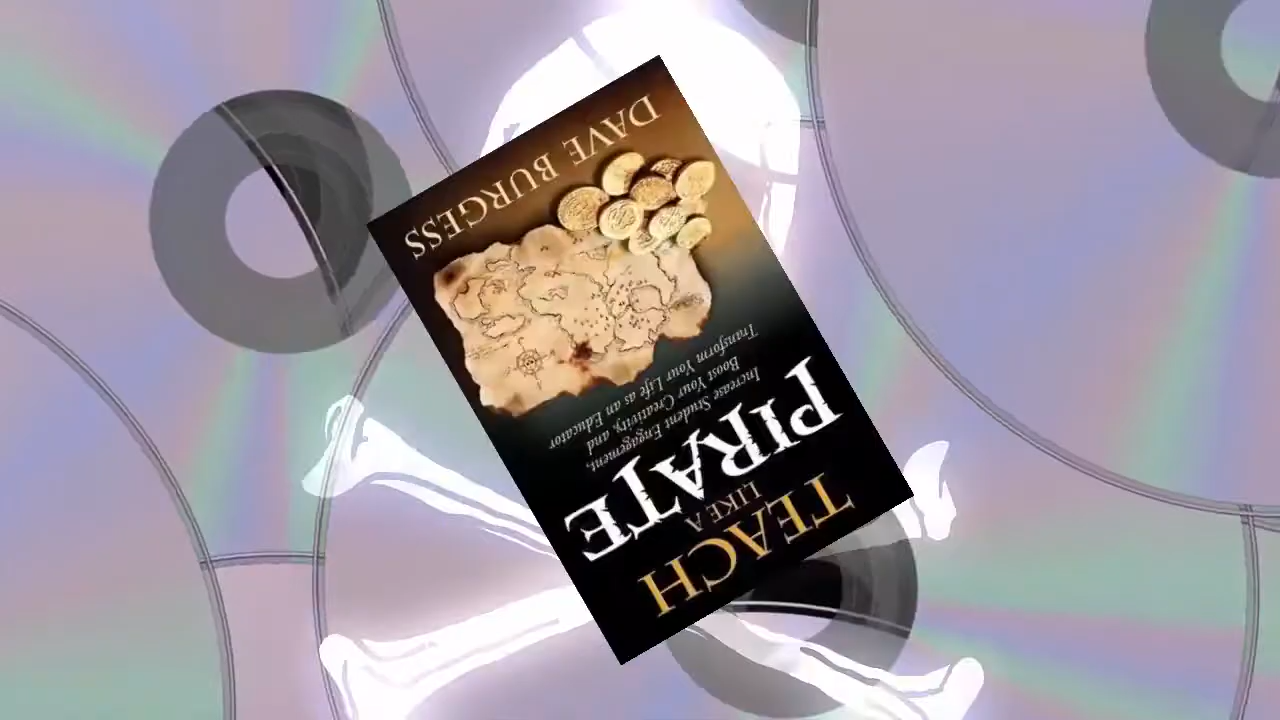 TEACH
LIKE A
PIRATE
Increase Student Engagement,
Boost Your Creativity, and
Transform Your Life as an Educator
DAVE BURGESS